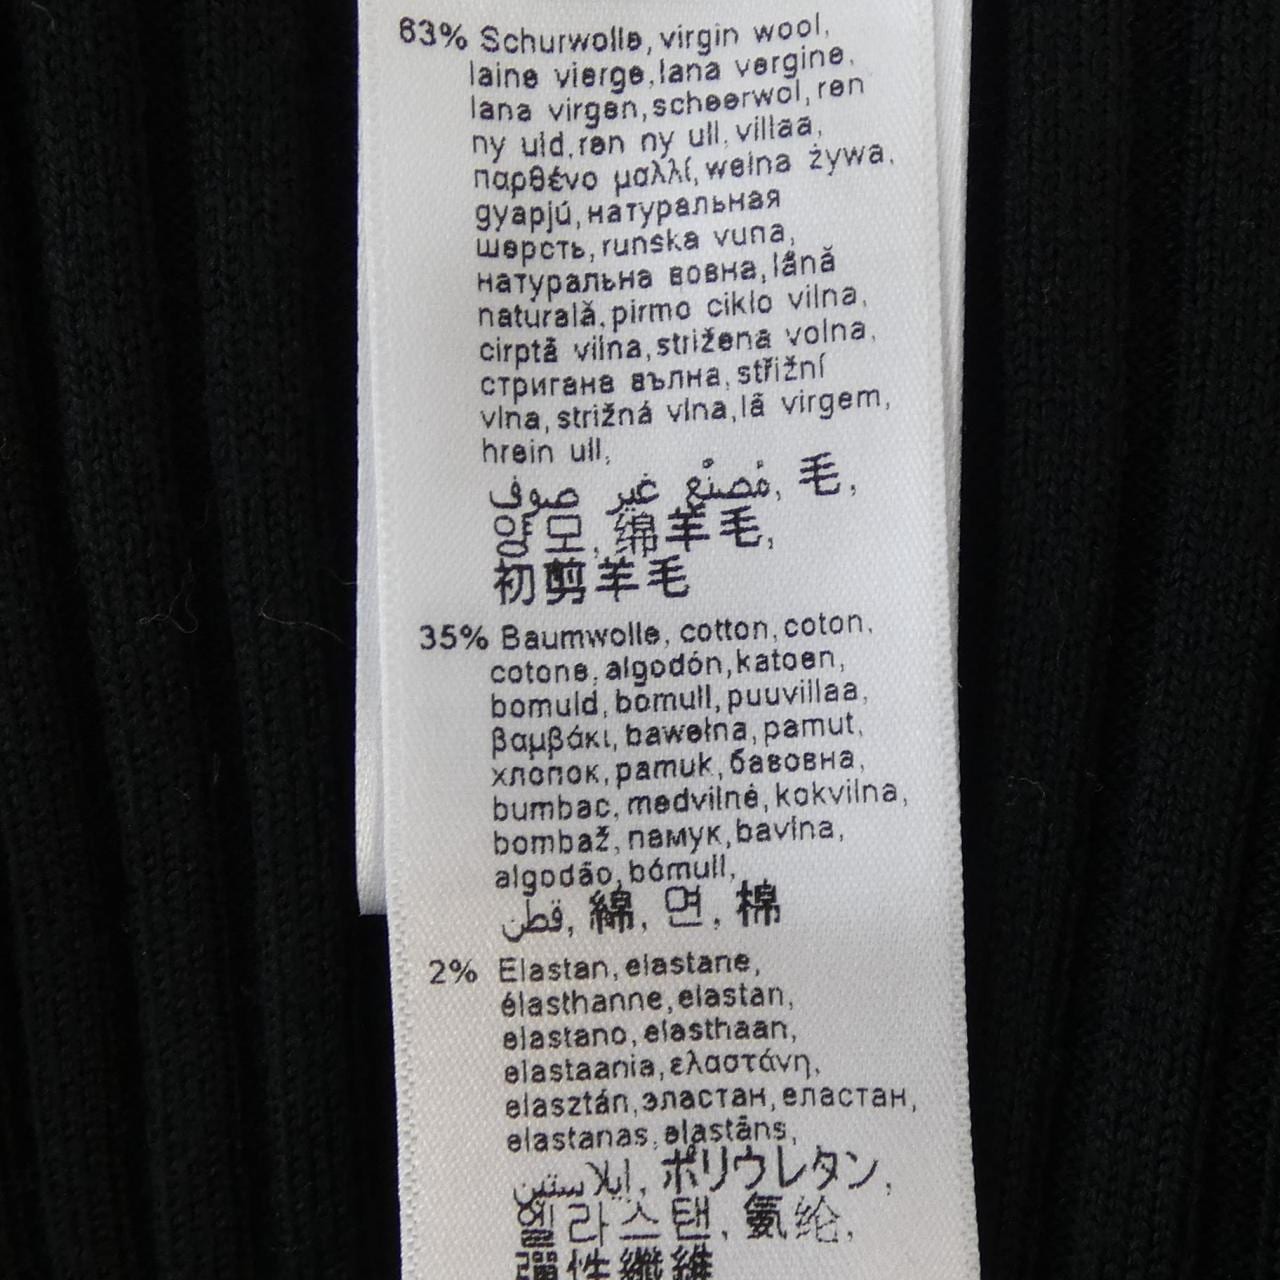 63% Schurwolle, virgin wool,
laine vierge, lana vergine,
lana virgen, scheerwol, ren
ny uld, ren ny ull, villaa,
παρθένο μαλλί, wełna żywa,
gyapjú, натуральная
шерсть, runska vuna,
натуральна вовна, lână
naturală, pirmo ciklo vilna,
cirptā vilna, strižena volna,
стригана вълна, střižní
vlna, strižná vlna, lã virgem,
hrein ull,
صوف غير مُصنّع, 毛,
양모, 绵羊毛,
初剪羊毛
35% Baumwolle, cotton, coton,
cotone, algodón, katoen,
bomuld, bomull, puuvillaa,
βαμβάκι, bawełna, pamut,
хлопок, pamuk, бавовна,
bumbac, medvilnė, kokvilna,
bombaž, памук, bavlna,
algodão, bómull,
قطن, 綿, 면, 棉
2% Elastan, elastane,
élasthanne, elastan,
elastano, elasthaan,
elastaania, ελαστάνη,
elasztán, эластан, еластан,
elastanas, elastāns,
ايلاستين, ポリウレタン,
엘라스탠, 氨纶,
彈性纖維